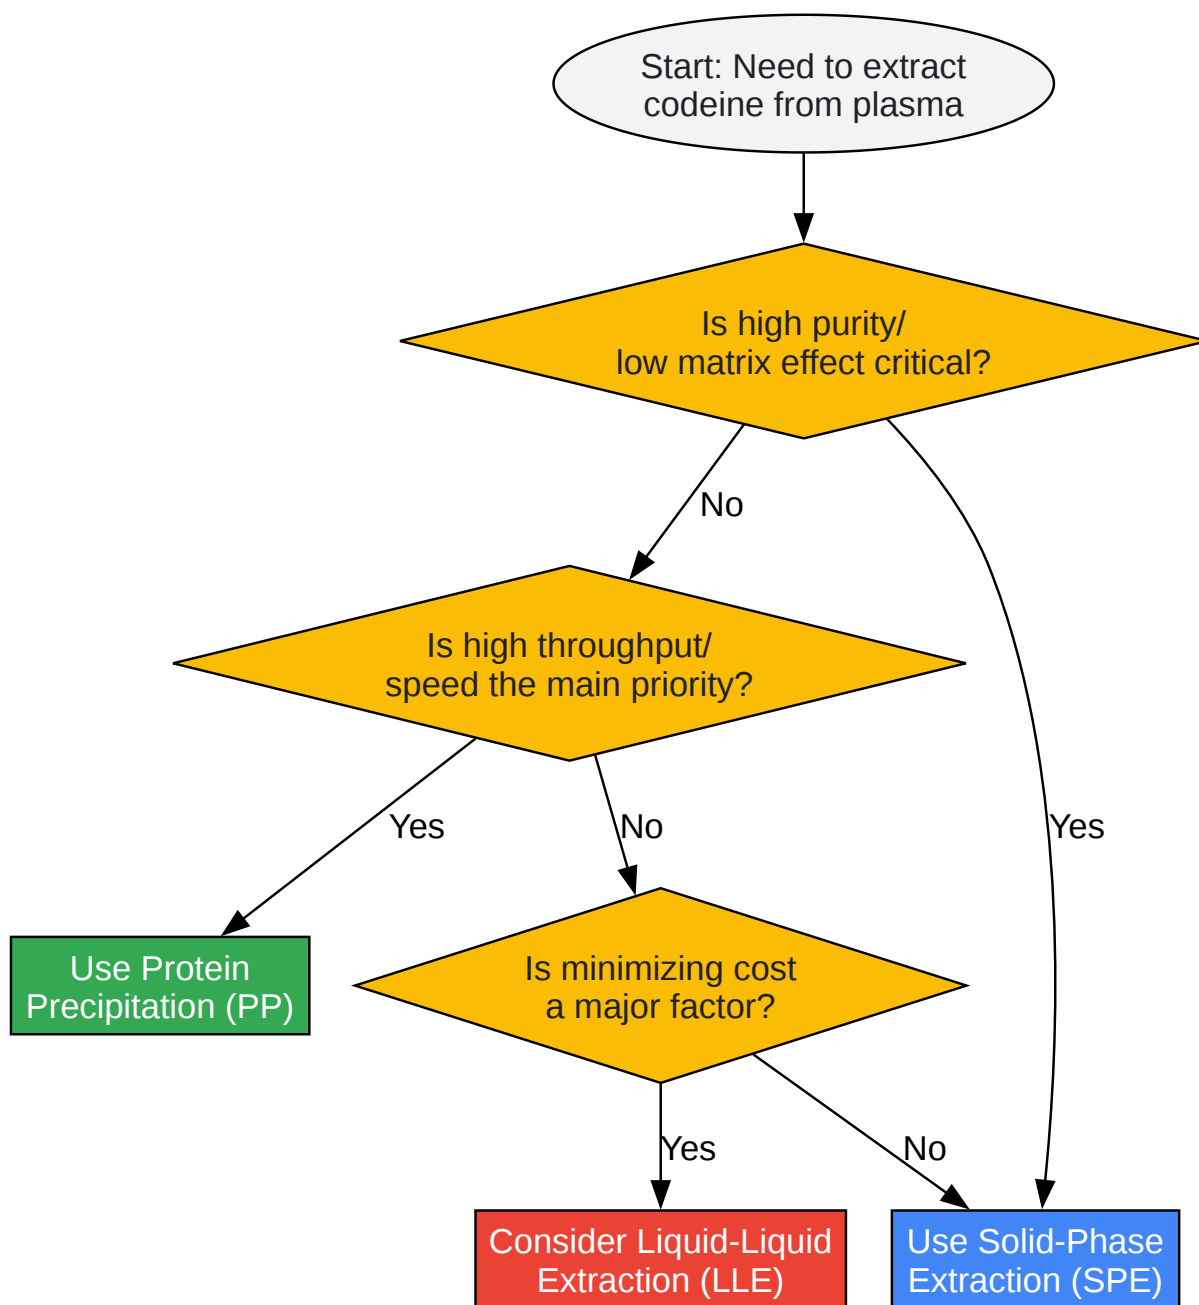 Start: Need to extract
codeine from plasma
Is high purity/
low matrix effect critical?
No
Is high throughput/
speed the main priority?
Yes
No
Yes
Use Protein
Precipitation (PP)
Is minimizing cost
a major factor?
Yes
No
Consider Liquid-Liquid
Extraction (LLE)
Use Solid-Phase
Extraction (SPE)